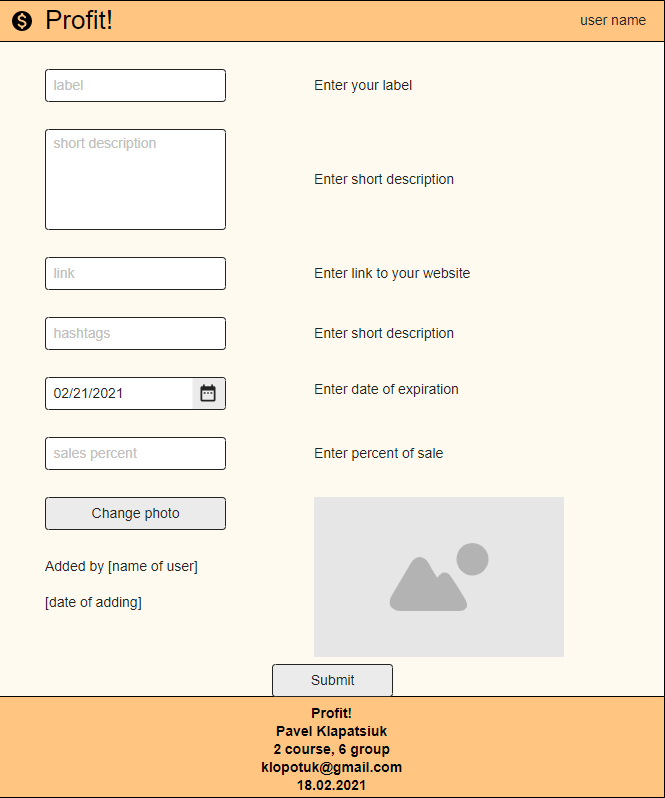 Profit!
user name
label
Enter your label
short description
Enter short description
link
Enter link to your website
hashtags
Enter short description
02/21/2021
Enter date of expiration
sales percent
Enter percent of sale
Change photo
Added by [name of user]
[date of adding]
Submit
Profit!
Pavel Klapatsiuk
2 course, 6 group
klopotuk@gmail.com
18.02.2021